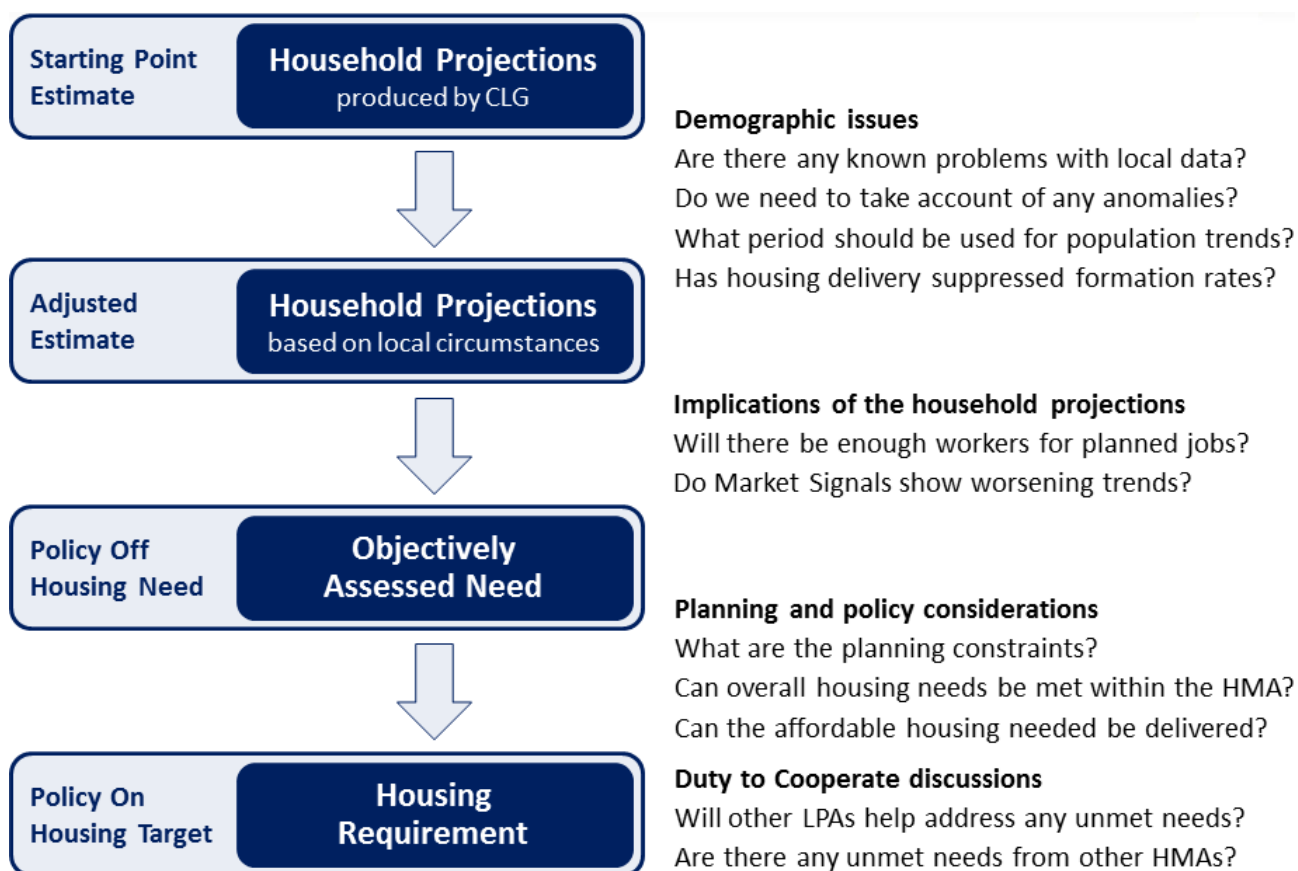 Starting Point
Estimate
Household Projections
produced by CLG
Demographic issues
Are there any known problems with local data?
Do we need to take account of any anomalies?
What period should be used for population trends?
Has housing delivery suppressed formation rates?
Adjusted
Estimate
Household Projections
based on local circumstances
Implications of the household projections
Will there be enough workers for planned jobs?
Do Market Signals show worsening trends?
Policy Off
Housing Need
Objectively
Assessed Need
Planning and policy considerations
What are the planning constraints?
Can overall housing needs be met within the HMA?
Can the affordable housing needed be delivered?
Policy On
Housing Target
Housing
Requirement
Duty to Cooperate discussions
Will other LPAs help address any unmet needs?
Are there any unmet needs from other HMAs?